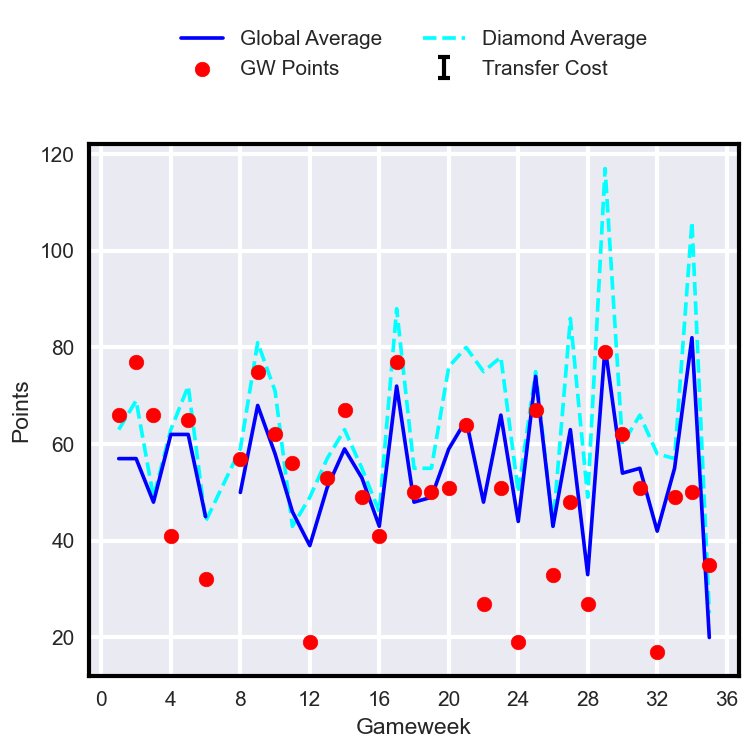 Global Average
Diamond Average
GW Points
Transfer Cost
120
100
80
60
40
20
Points
0 4 8 12 16 20 24 28 32 36
Gameweek